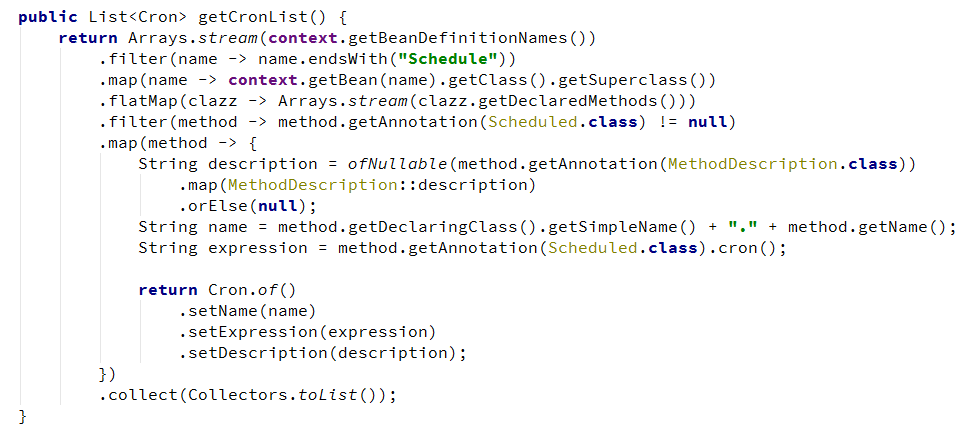 public List<Cron> getCronList() {
    return Arrays.stream(context.getBeanDefinitionNames())
        .filter(name -> name.endsWith("Schedule"))
        .map(name -> context.getBean(name).getClass().getSuperclass())
        .flatMap(clazz -> Arrays.stream(clazz.getDeclaredMethods()))
        .filter(method -> method.getAnnotation(Scheduled.class) != null)
        .map(method -> {
            String description = ofNullable(method.getAnnotation(MethodDescription.class))
                .map(MethodDescription::description)
                .orElse(null);
            String name = method.getDeclaringClass().getSimpleName() + "." + method.getName();
            String expression = method.getAnnotation(Scheduled.class).cron();

            return Cron.of()
                .setName(name)
                .setExpression(expression)
                .setDescription(description);
        })
        .collect(Collectors.toList());
}